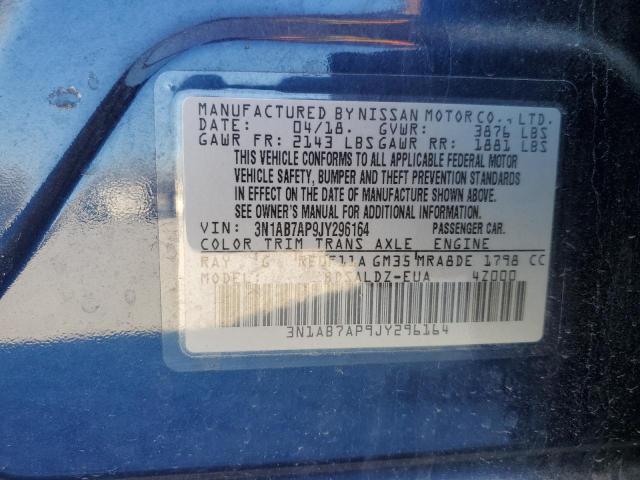 MANUFACTURED BY NISSAN MOTOR CO., LTD.
DATE: 04/18. GVWR: 3876 LBS
GAWR FR: 2143 LBS GAWR RR: 1881 LBS
THIS VEHICLE CONFORMS TO ALL APPLICABLE FEDERAL MOTOR
VEHICLE SAFETY, BUMPER AND THEFT PREVENTION STANDARDS
IN EFFECT ON THE DATE OF MANUFACTURE SHOWN ABOVE.
SEE OWNER'S MANUAL FOR ADDITIONAL INFORMATION
VIN: 3N1AB7AP9JY296164 PASSENGER CAR.
COLOR TRIM TRANS AXLE ENGINE
RAY G RE0F11A GM35 MRA8DE 1798 CC
MODEL: 4Z000
3N1AB7AP9JY296164